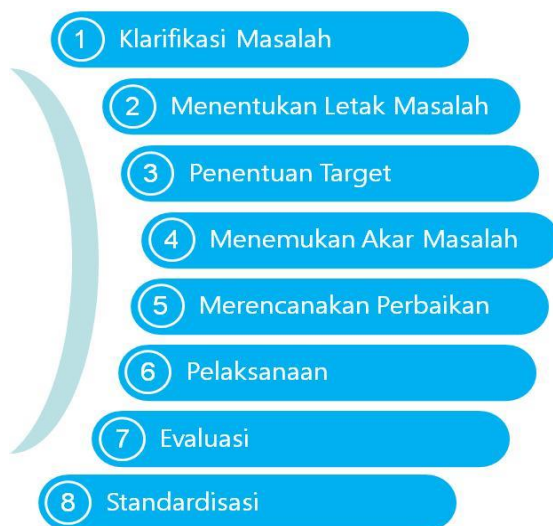 1 Klarifikasi Masalah
2 Menentukan Letak Masalah
3 Penentuan Target
4 Menemukan Akar Masalah
5 Merencanakan Perbaikan
6 Pelaksanaan
7 Evaluasi
8 Standardisasi